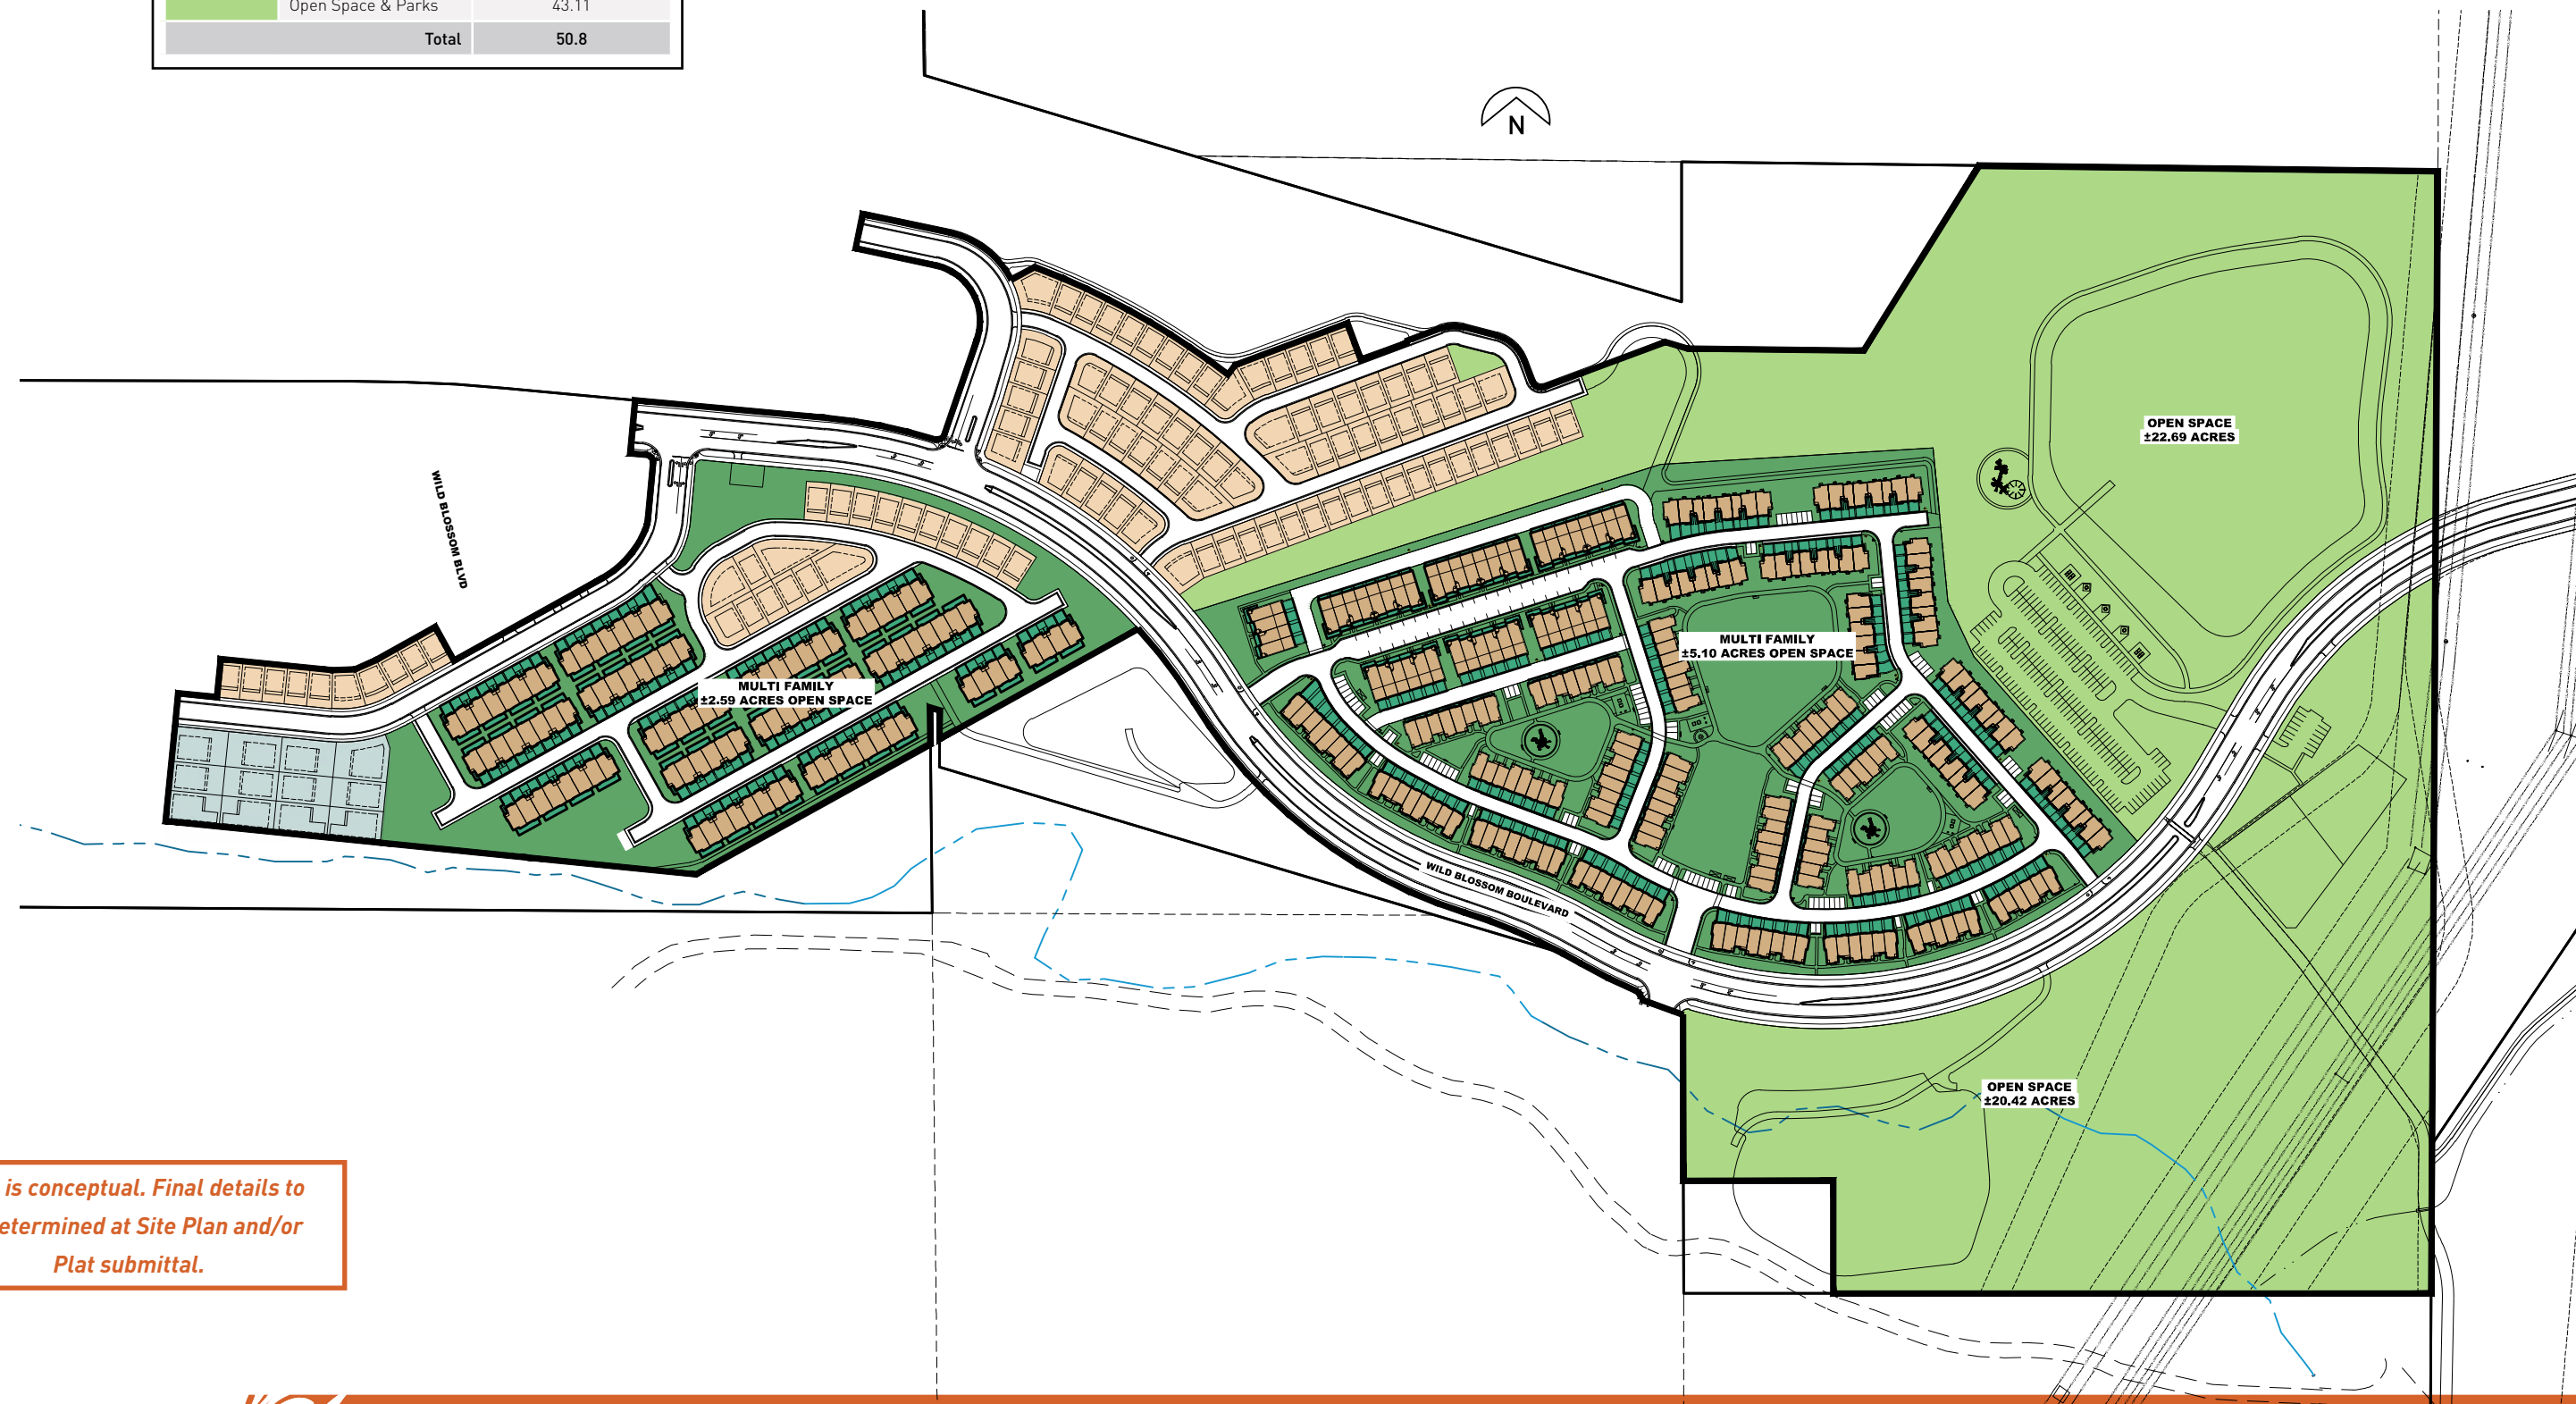 Open Space & Parks 43.11
Total 50.8
N
OPEN SPACE
±22.69 ACRES
WILD BLOSSOM BLVD
MULTI FAMILY
±5.10 ACRES OPEN SPACE
MULTI FAMILY
±2.59 ACRES OPEN SPACE
WILD BLOSSOM BOULEVARD
OPEN SPACE
±20.42 ACRES
is conceptual. Final details to
etermined at Site Plan and/or
Plat submittal.